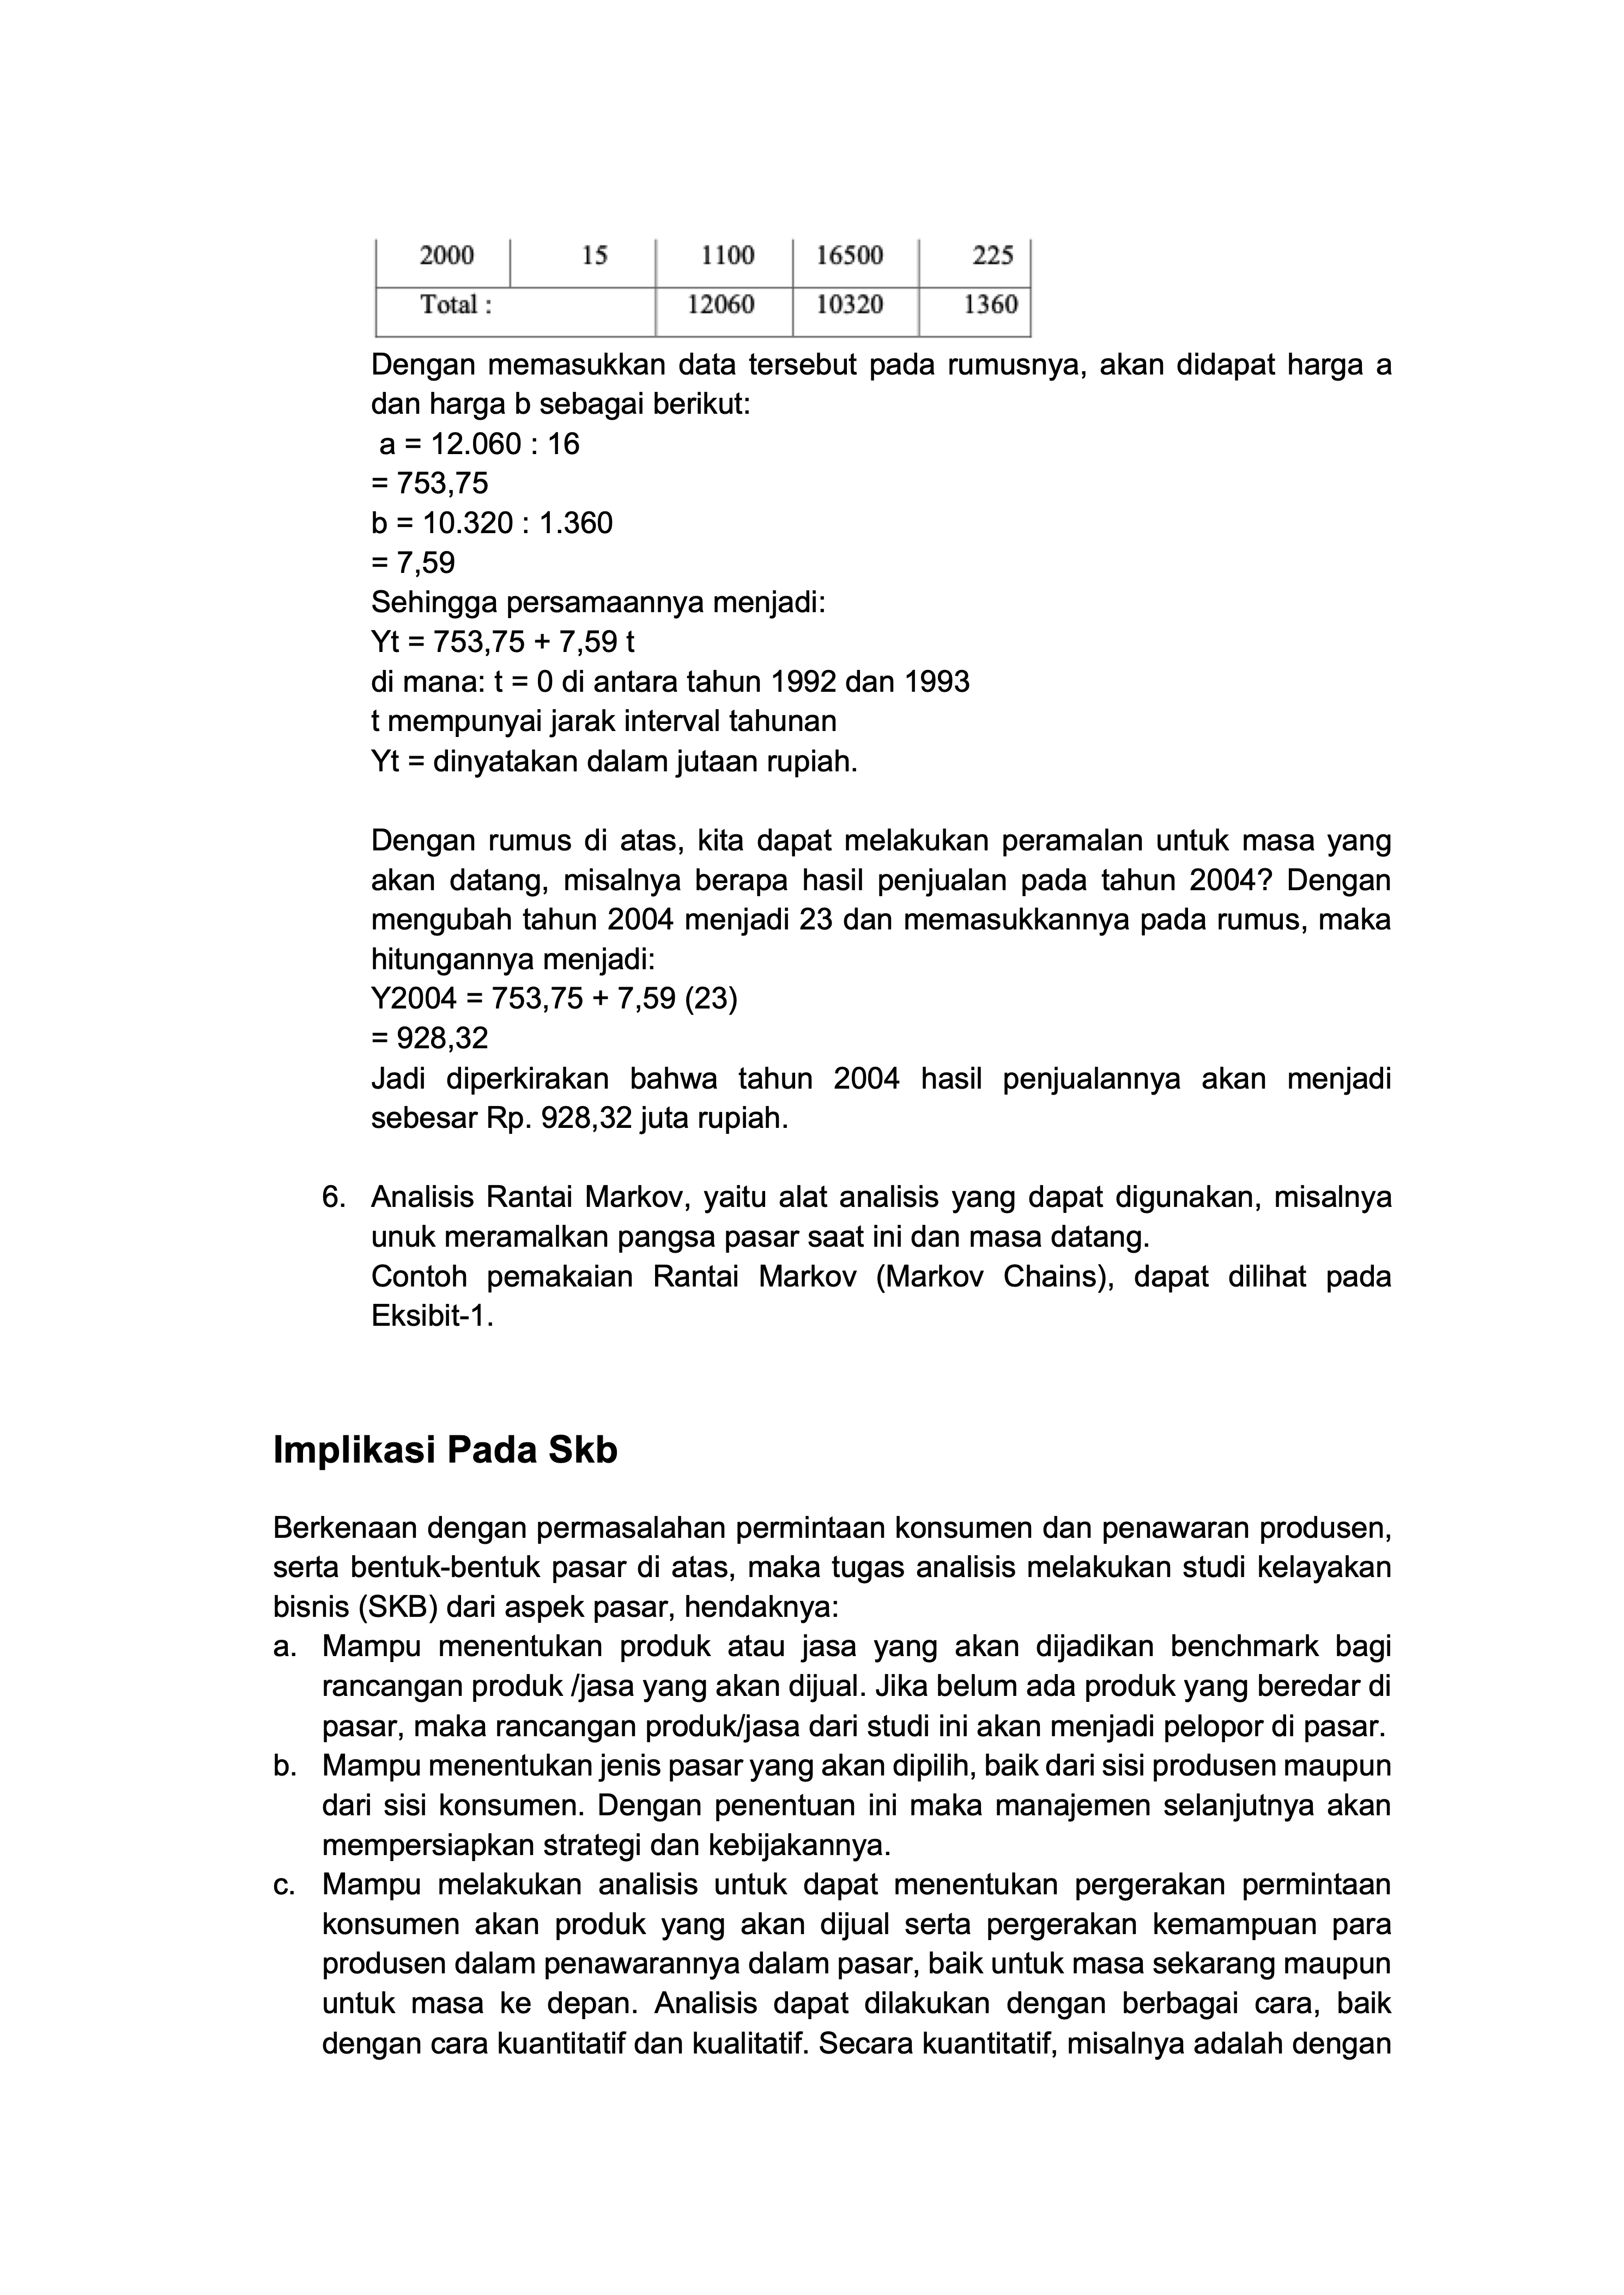 2000 15 1100 16500 225
Total : 12060 10320 1360
Dengan memasukkan data tersebut pada rumusnya, akan didapat harga a
dan harga b sebagai berikut:
a = 12.060 : 16
= 753,75
b = 10.320 : 1.360
= 7,59
Sehingga persamaannya menjadi:
Yt = 753,75 + 7,59 t
di mana: t = 0 di antara tahun 1992 dan 1993
t mempunyai jarak interval tahunan
Yt = dinyatakan dalam jutaan rupiah.
Dengan rumus di atas, kita dapat melakukan peramalan untuk masa yang
akan datang, misalnya berapa hasil penjualan pada tahun 2004? Dengan
mengubah tahun 2004 menjadi 23 dan memasukkannya pada rumus, maka
hitungannya menjadi:
Y2004 = 753,75 + 7,59 (23)
= 928,32
Jadi diperkirakan bahwa tahun 2004 hasil penjualannya akan menjadi
sebesar Rp. 928,32 juta rupiah.
6. Analisis Rantai Markov, yaitu alat analisis yang dapat digunakan, misalnya
unuk meramalkan pangsa pasar saat ini dan masa datang.
Contoh pemakaian Rantai Markov (Markov Chains), dapat dilihat pada
Eksibit-1.
Implikasi Pada Skb
Berkenaan dengan permasalahan permintaan konsumen dan penawaran produsen,
serta bentuk-bentuk pasar di atas, maka tugas analisis melakukan studi kelayakan
bisnis (SKB) dari aspek pasar, hendaknya:
a. Mampu menentukan produk atau jasa yang akan dijadikan benchmark bagi
rancangan produk /jasa yang akan dijual. Jika belum ada produk yang beredar di
pasar, maka rancangan produk/jasa dari studi ini akan menjadi pelopor di pasar.
b. Mampu menentukan jenis pasar yang akan dipilih, baik dari sisi produsen maupun
dari sisi konsumen. Dengan penentuan ini maka manajemen selanjutnya akan
mempersiapkan strategi dan kebijakannya.
c. Mampu melakukan analisis untuk dapat menentukan pergerakan permintaan
konsumen akan produk yang akan dijual serta pergerakan kemampuan para
produsen dalam penawarannya dalam pasar, baik untuk masa sekarang maupun
untuk masa ke depan. Analisis dapat dilakukan dengan berbagai cara, baik
dengan cara kuantitatif dan kualitatif. Secara kuantitatif, misalnya adalah dengan